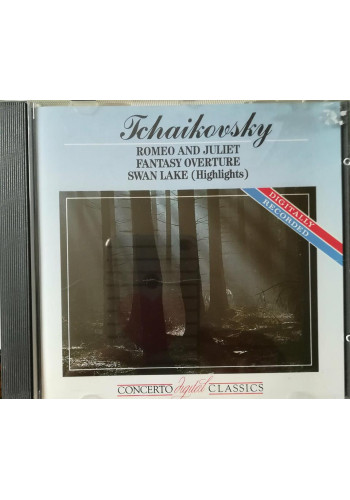 Tchaikovsky
ROMEO AND JULIET
FANTASY OVERTURE
SWAN LAKE (Highlights)
DIGITALLY
RECORDED
CONCERTO digital CLASSICS